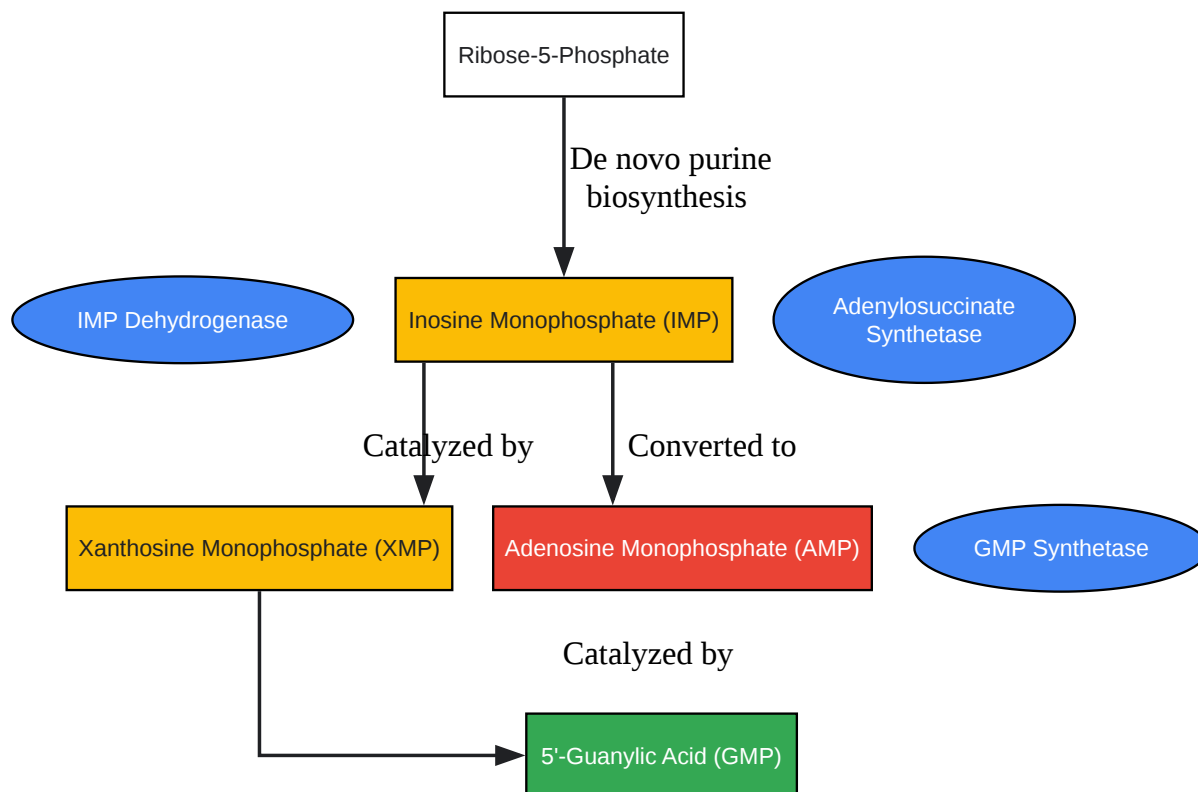 Ribose-5-Phosphate
De novo purine
biosynthesis
IMP Dehydrogenase
Inosine Monophosphate (IMP)
Adenylosuccinate
Synthetase
Catalyzed by
Converted to
Xanthosine Monophosphate (XMP)
Adenosine Monophosphate (AMP)
GMP Synthetase
Catalyzed by
5'-Guanylic Acid (GMP)